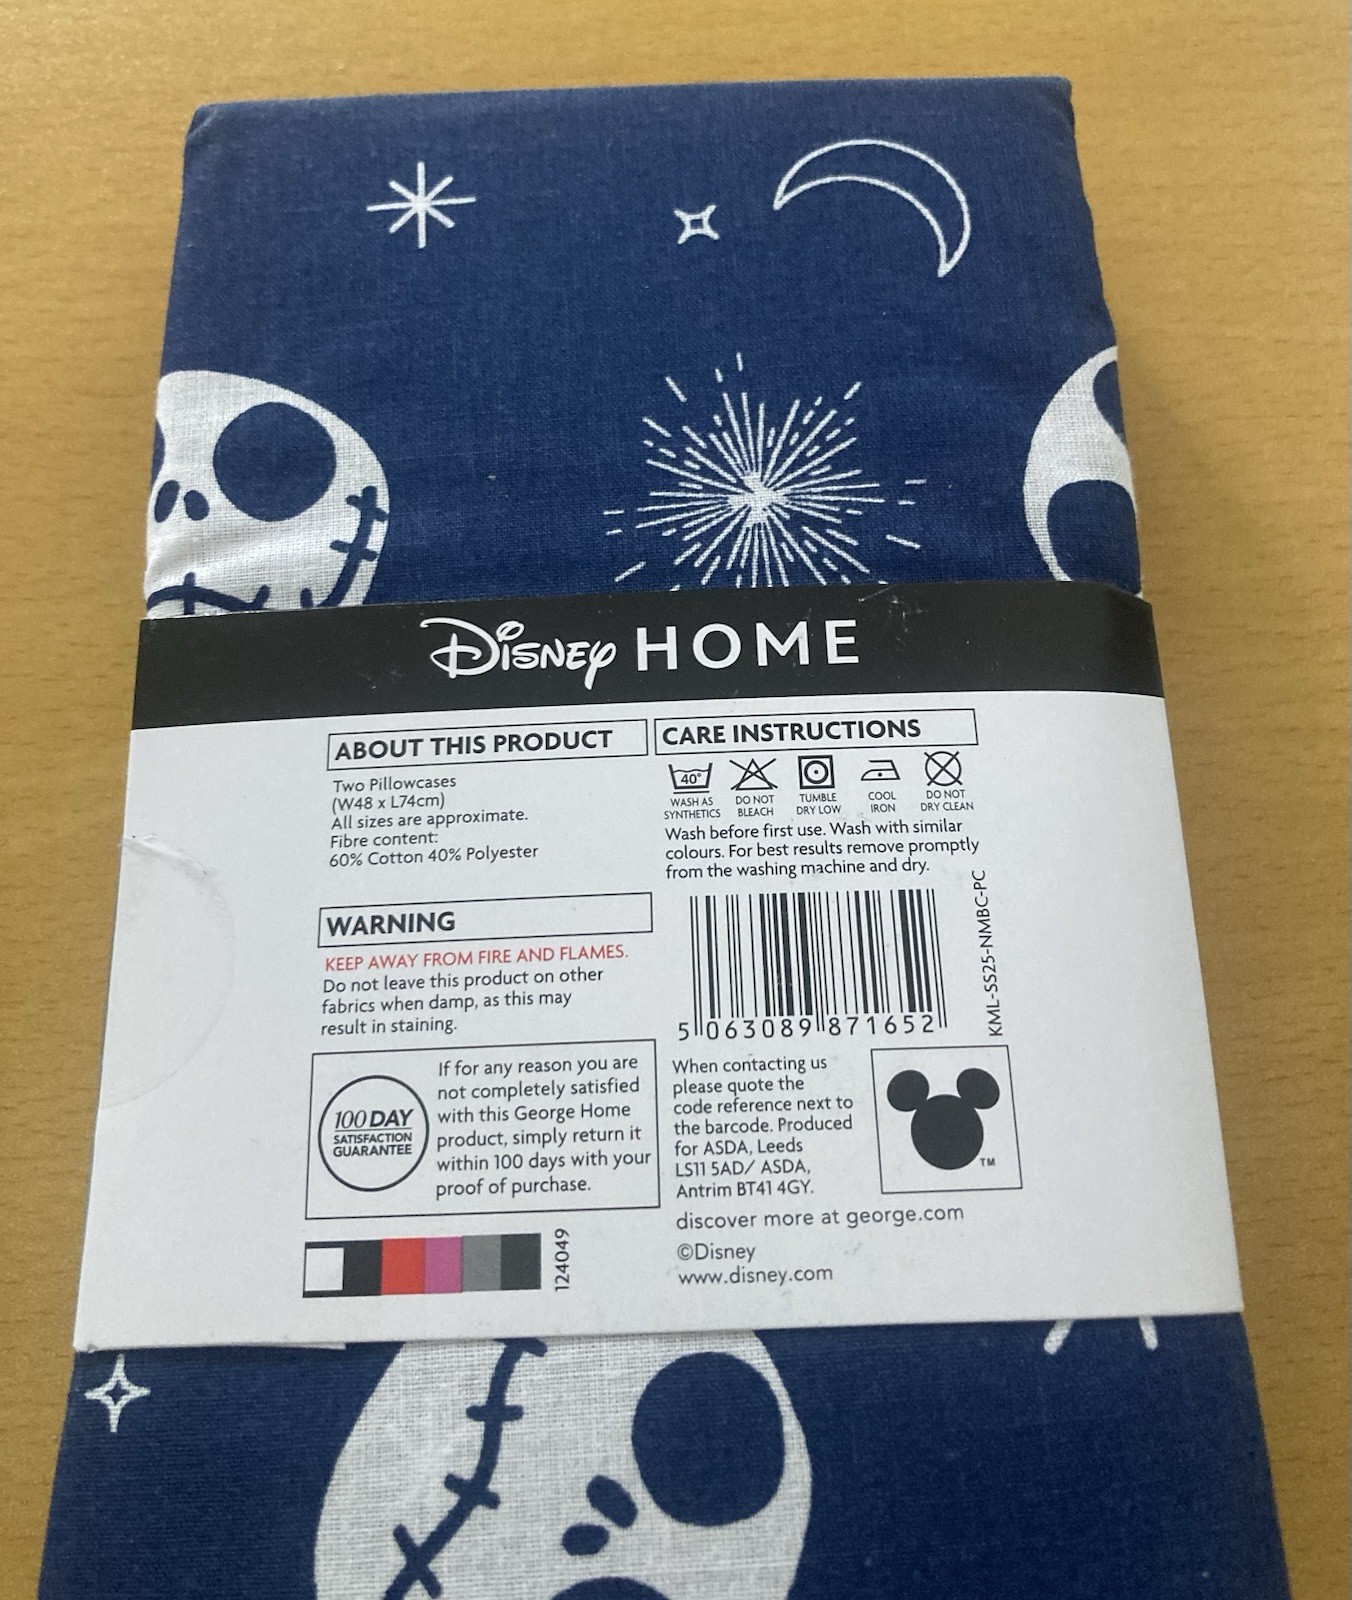 Disney HOME
ABOUT THIS PRODUCT
Two Pillowcases
(W48 x L74cm)
All sizes are approximate.
Fibre content:
60% Cotton 40% Polyester
WARNING
KEEP AWAY FROM FIRE AND FLAMES.
Do not leave this product on other
fabrics when damp, as this may
result in staining.
100 DAY
SATISFACTION
GUARANTEE
If for any reason you are
not completely satisfied
with this George Home
product, simply return it
within 100 days with your
proof of purchase.
124049
CARE INSTRUCTIONS
40°
WASH AS
SYNTHETICS
DO NOT
BLEACH
TUMBLE
DRY LOW
COOL
IRON
DO NOT
DRY CLEAN
Wash before first use. Wash with similar
colours. For best results remove promptly
from the washing machine and dry.
5 063089 871652
KML-SS25-NMBC-PC
When contacting us
please quote the
code reference next to
the barcode. Produced
for ASDA, Leeds
LS11 5AD/ ASDA,
Antrim BT41 4GY.
TM
discover more at george.com
©Disney
www.disney.com